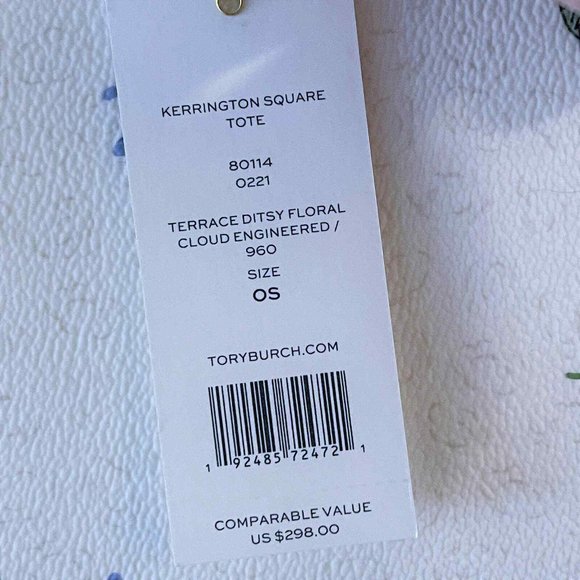 KERRINGTON SQUARE
TOTE
80114
0221
TERRACE DITSY FLORAL
CLOUD ENGINEERED /
960
SIZE
OS
TORYBURCH.COM
1 92485 72472 1
COMPARABLE VALUE
US $298.00